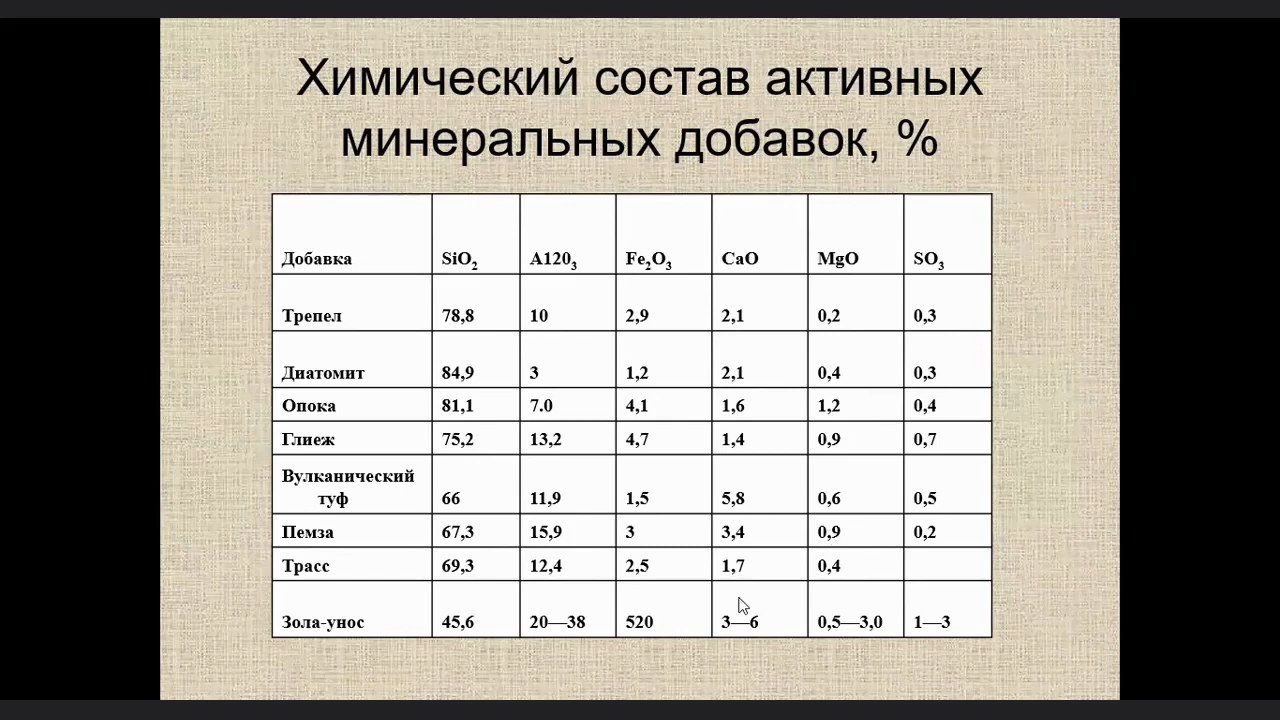 Химический состав активных
минеральных добавок, %
Добавка SiO2 A1203 Fe2O3 CaO MgO SO3
Трепел 78,8 10 2,9 2,1 0,2 0,3
Диатомит 84,9 3 1,2 2,1 0,4 0,3
Опока 81,1 7.0 4,1 1,6 1,2 0,4
Глиеж 75,2 13,2 4,7 1,4 0,9 0,7
Вулканический
туф 66 11,9 1,5 5,8 0,6 0,5
Пемза 67,3 15,9 3 3,4 0,9 0,2
Трасс 69,3 12,4 2,5 1,7 0,4
Зола-унос 45,6 20—38 520 3—6 0,5—3,0 1—3